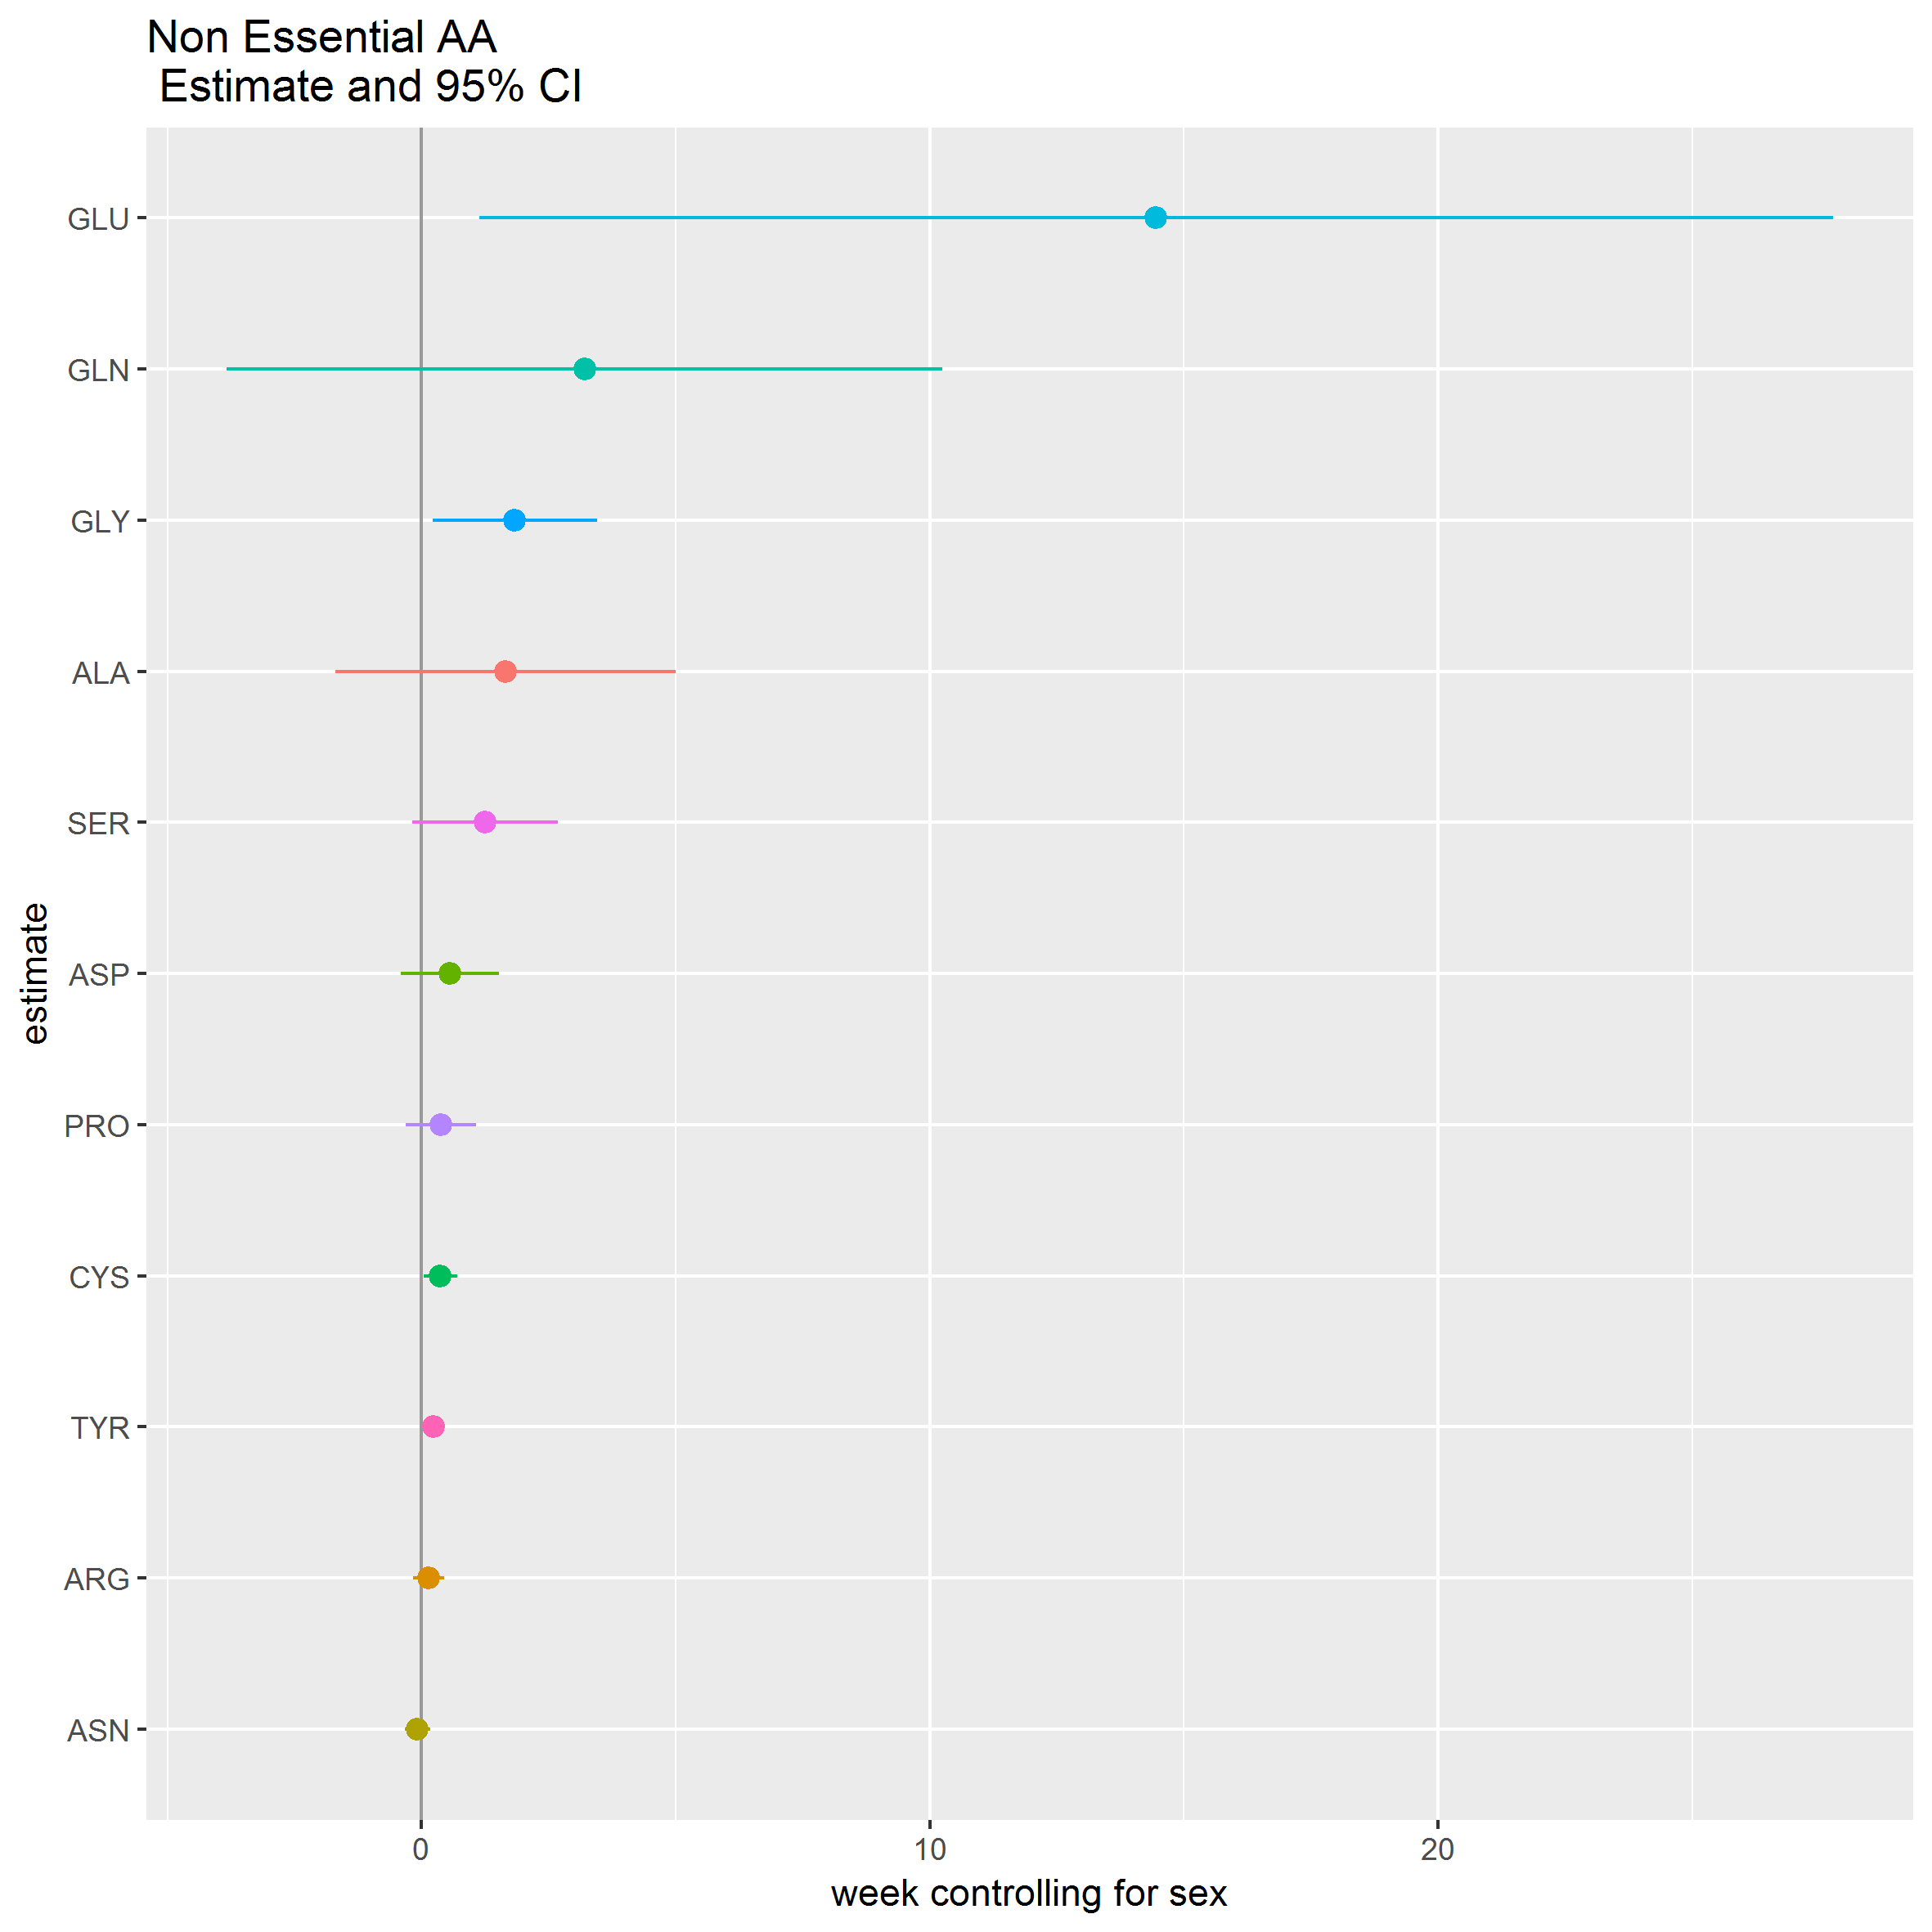 Non Essential AA
Estimate and 95% CI
GLU
GLN
GLY
ALA
SER
ASP
PRO
CYS
TYR
ARG
ASN
estimate
0 10 20
week controlling for sex